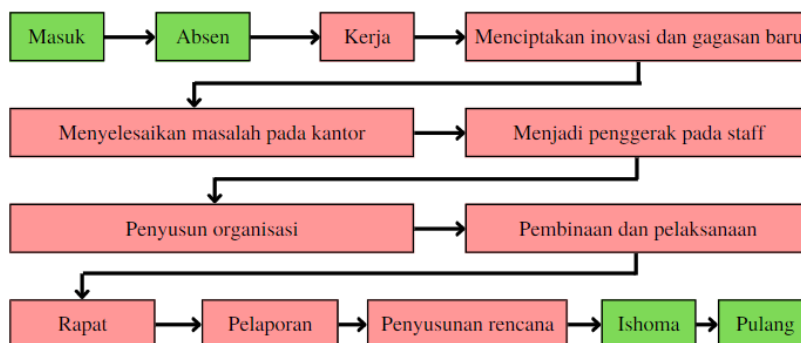 Masuk
Absen
Kerja
Menciptakan inovasi dan gagasan baru
Menyelesaikan masalah pada kantor
Menjadi penggerak pada staff
Penyusun organisasi
Pembinaan dan pelaksanaan
Rapat
Pelaporan
Penyusunan rencana
Ishoma
Pulang